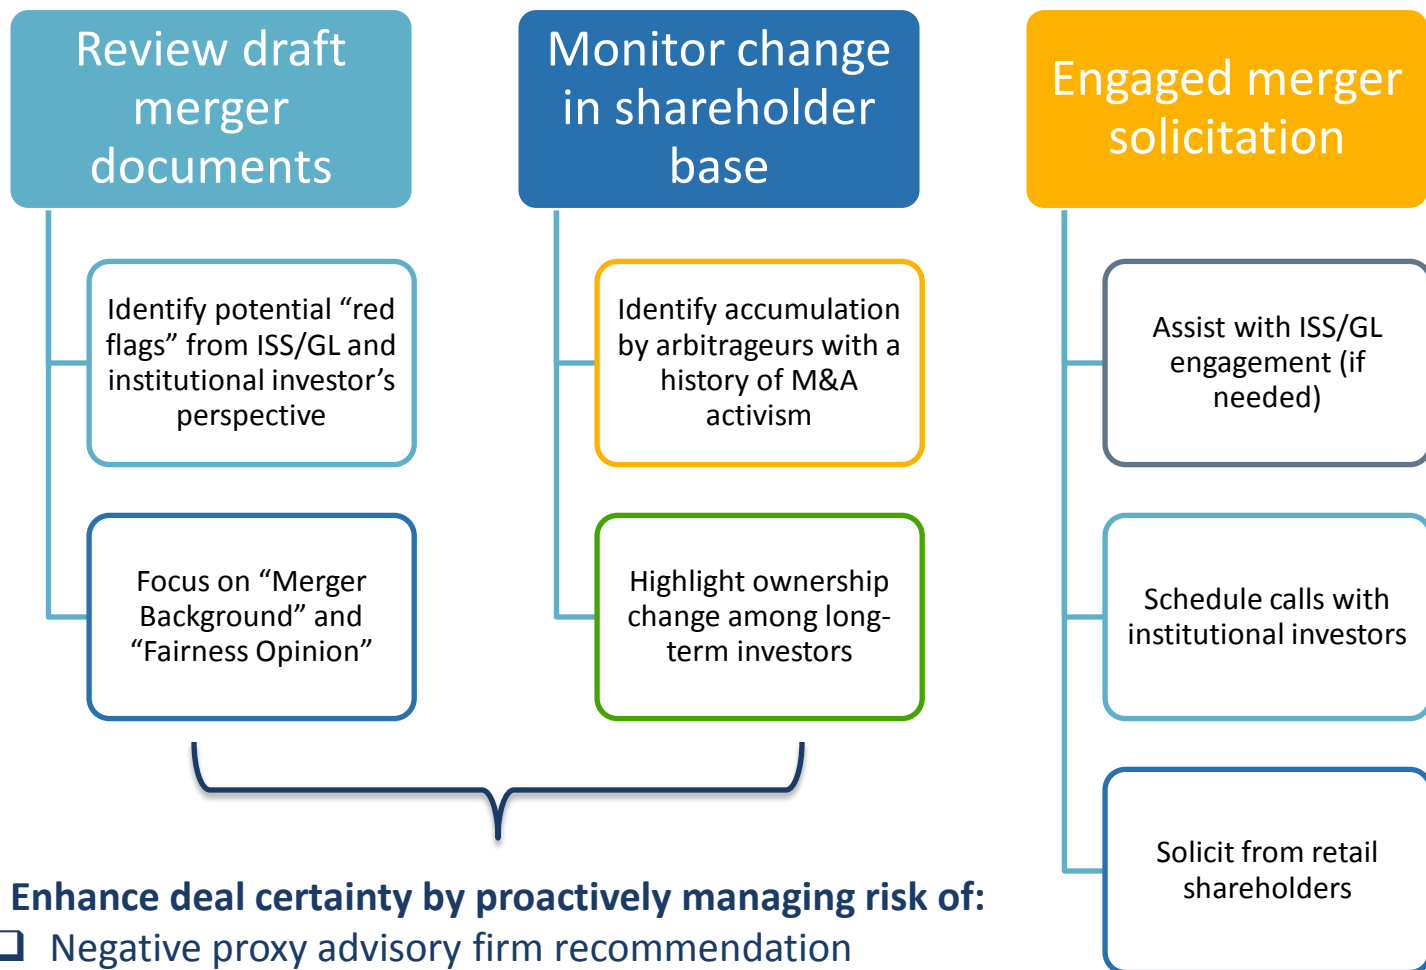 Review draft
merger
documents
Identify potential “red
flags” from ISS/GL and
institutional investor’s
perspective
Focus on “Merger
Background” and
“Fairness Opinion”
Monitor change
in shareholder
base
Identify accumulation
by arbitrageurs with a
history of M&A
activism
Highlight ownership
change among long-
term investors
Engaged merger
solicitation
Assist with ISS/GL
engagement (if
needed)
Schedule calls with
institutional investors
Solicit from retail
shareholders
Enhance deal certainty by proactively managing risk of:
❑ Negative proxy advisory firm recommendation